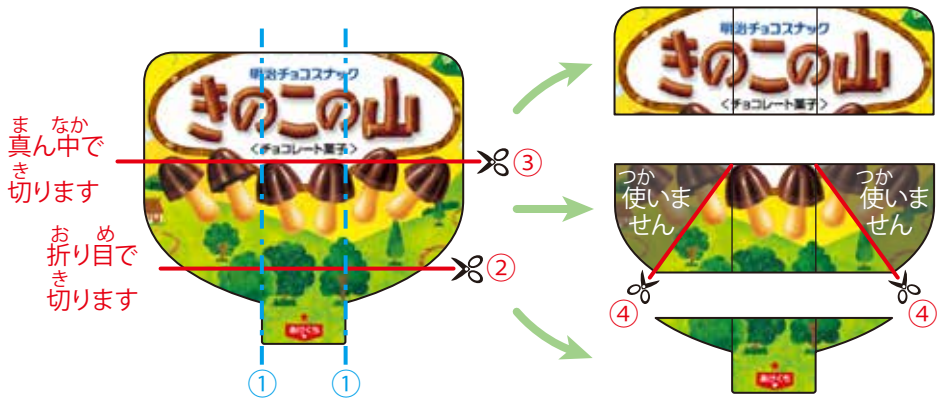 明治チョコスナック
きのこの山
<チョコレート菓子>
ま なか
真ん中で
き
切ります
③
お め
折り目で
き
切ります
②
あけくち
① ①
明治チョコスナック
きのこの山
<チョコレート菓子>
つか
使いま
せん
つか
使いま
せん
④ ④
あけくち